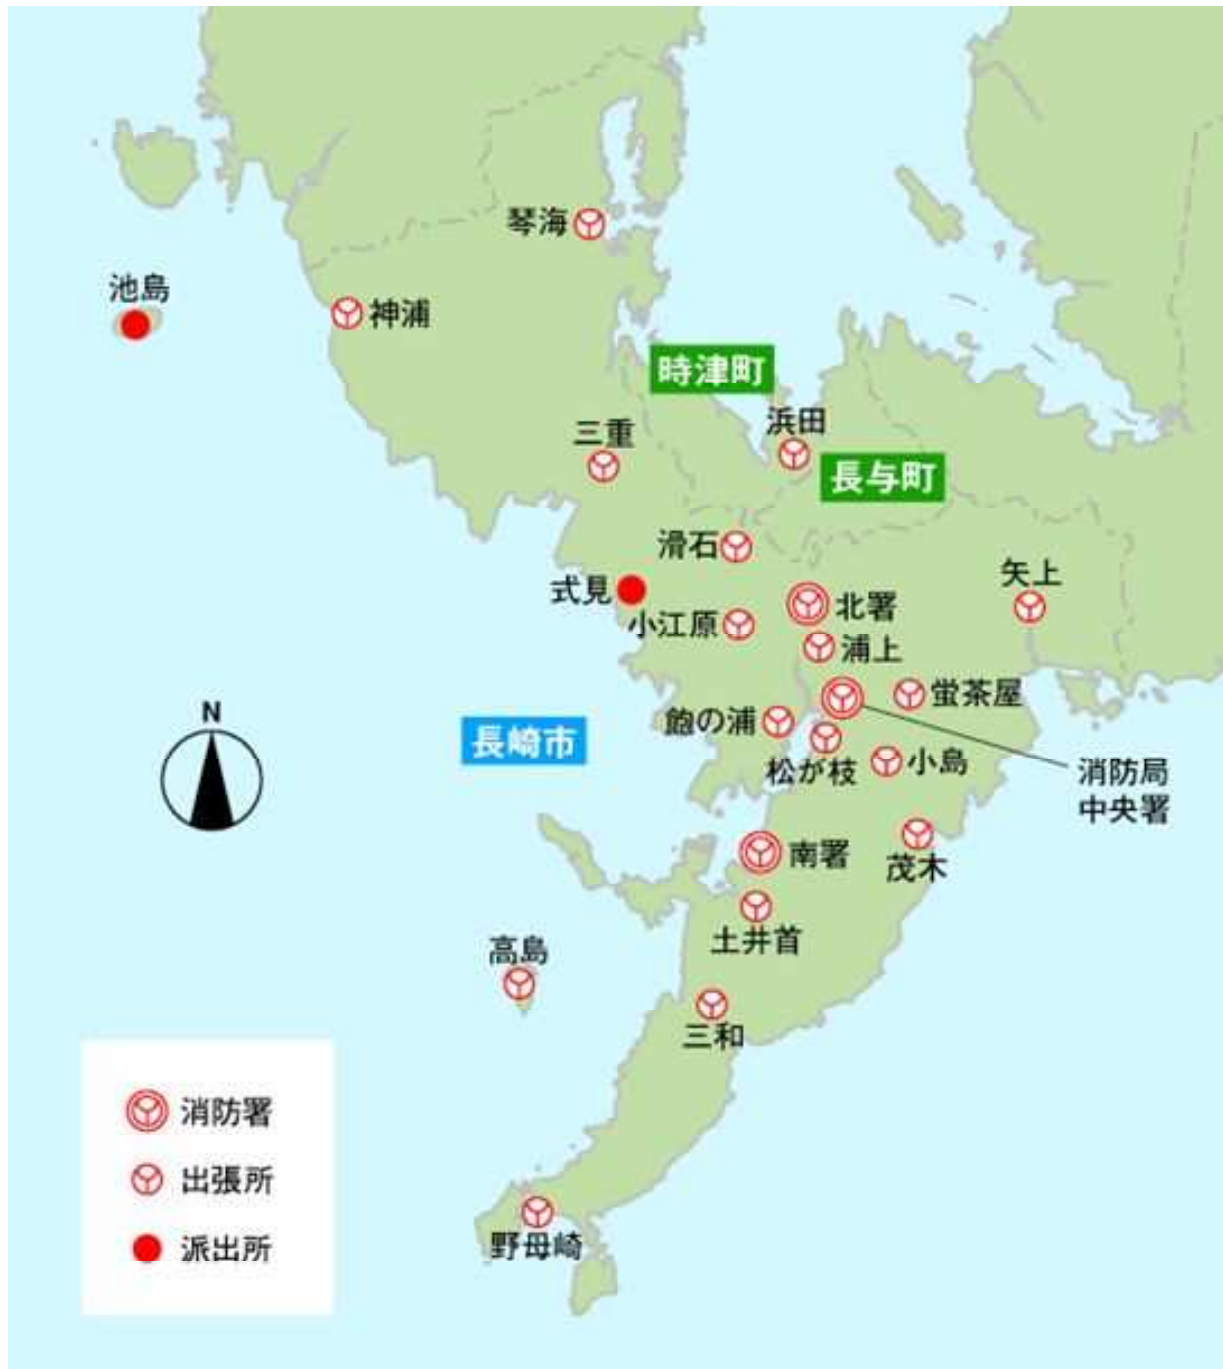 琴海
池島
神浦
時津町
浜田
三重
長与町
滑石
矢上
式見
北署
小江原
浦上
蛍茶屋
飽の浦
長崎市
N
松が枝
小島
消防局
中央署
南署
茂木
土井首
高島
三和
消防署
出張所
派出所
野母崎